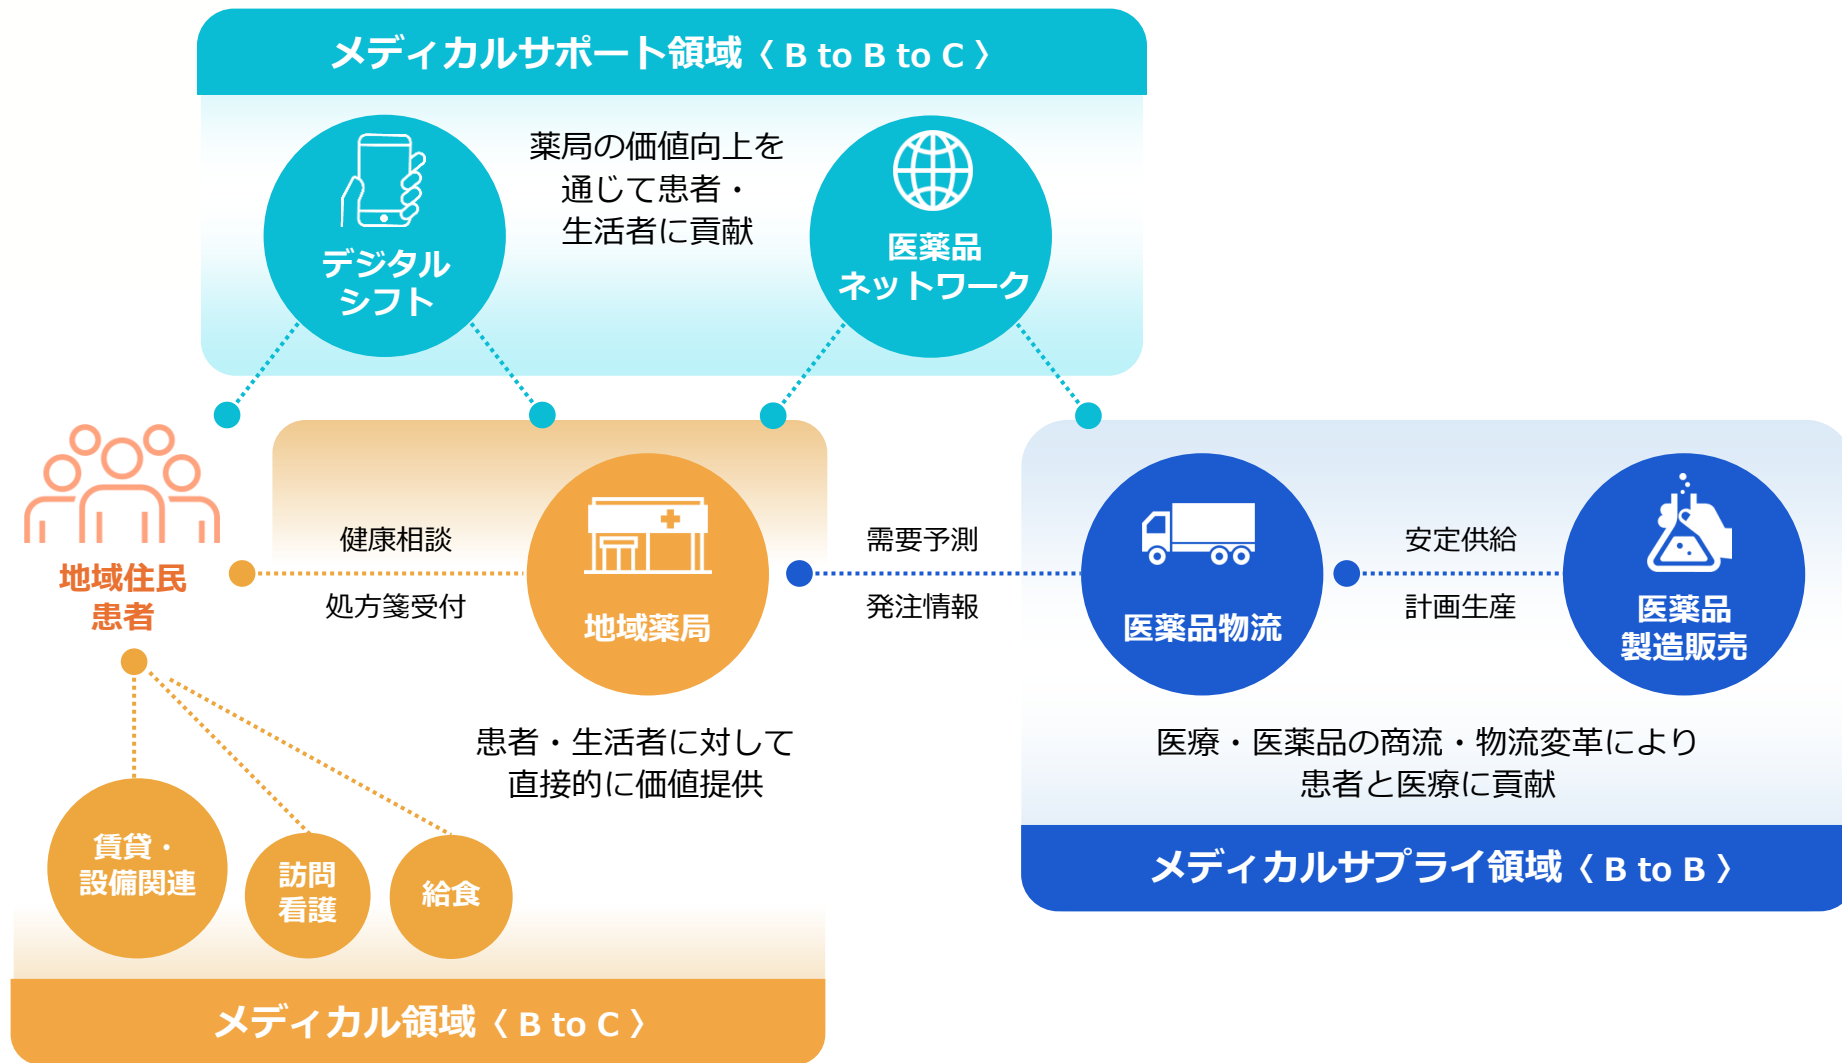 メディカルサポート領域〈 B to B to C 〉
薬局の価値向上を
通じて患者・
生活者に貢献
デジタル
シフト
医薬品
ネットワーク
地域住民
患者
健康相談
処方箋受付
地域薬局
需要予測
発注情報
医薬品物流
安定供給
計画生産
医薬品
製造販売
患者・生活者に対して
直接的に価値提供
医療・医薬品の商流・物流変革により
患者と医療に貢献
賃貸・
設備関連
訪問
看護
給食
メディカルサプライ領域〈 B to B 〉
メディカル領域〈 B to C 〉